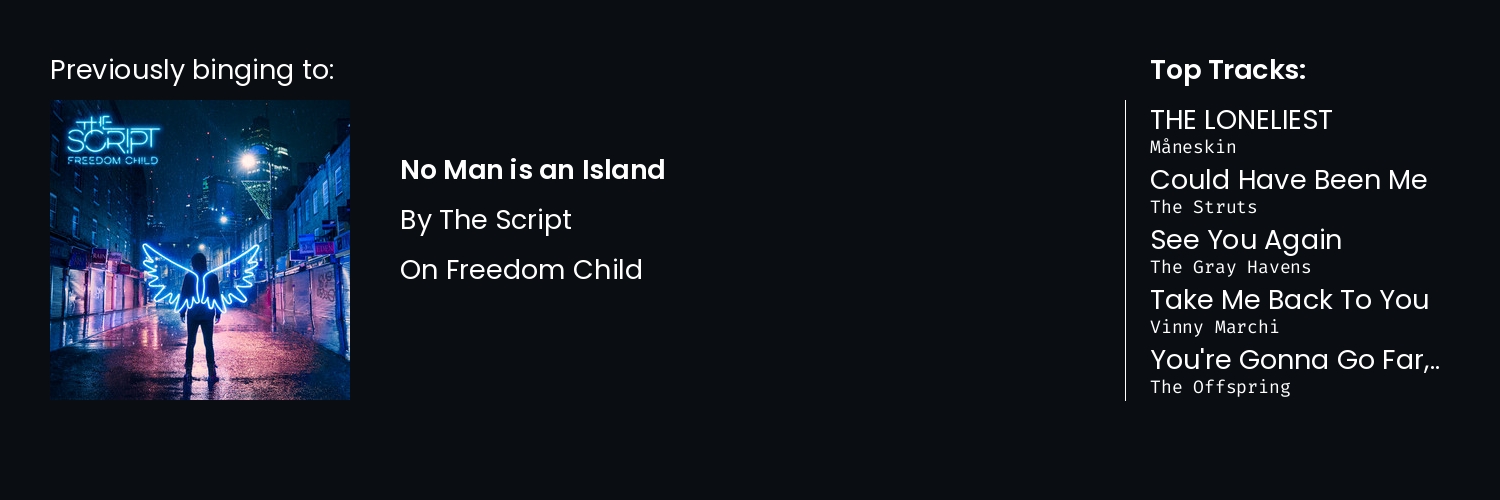 Previously binging to:
THE
SCRIPT
FREEDOM CHILD
No Man is an Island
By The Script
On Freedom Child
Top Tracks:
THE LONELIEST
Måneskin
Could Have Been Me
The Struts
See You Again
The Gray Havens
Take Me Back To You
Vinny Marchi
You're Gonna Go Far,..
The Offspring